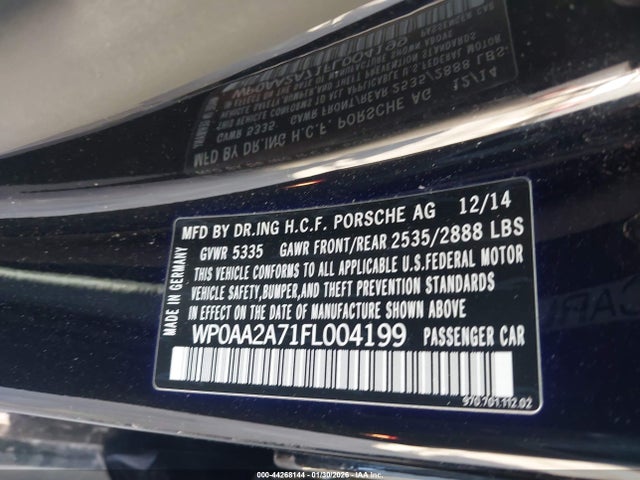 MFD BY DR.ING H.C.F. PORSCHE AG 12/14
GVWR 5335 GAWR FRONT/REAR 2535/2888 LBS
THIS VEHICLE CONFORMS TO ALL APPLICABLE U.S.FEDERAL MOTOR
VEHICLE SAFETY,BUMPER,AND THEFT PREVENTION STANDARDS
IN EFFECT ON THE DATE OF MANUFACTURE SHOWN ABOVE
WP0AA2A71FL004199 PASSENGER CAR
MADE IN GERMANY
970.701.112.02
000-44268144 - 01/30/2026 - Copyright IAA, Inc.